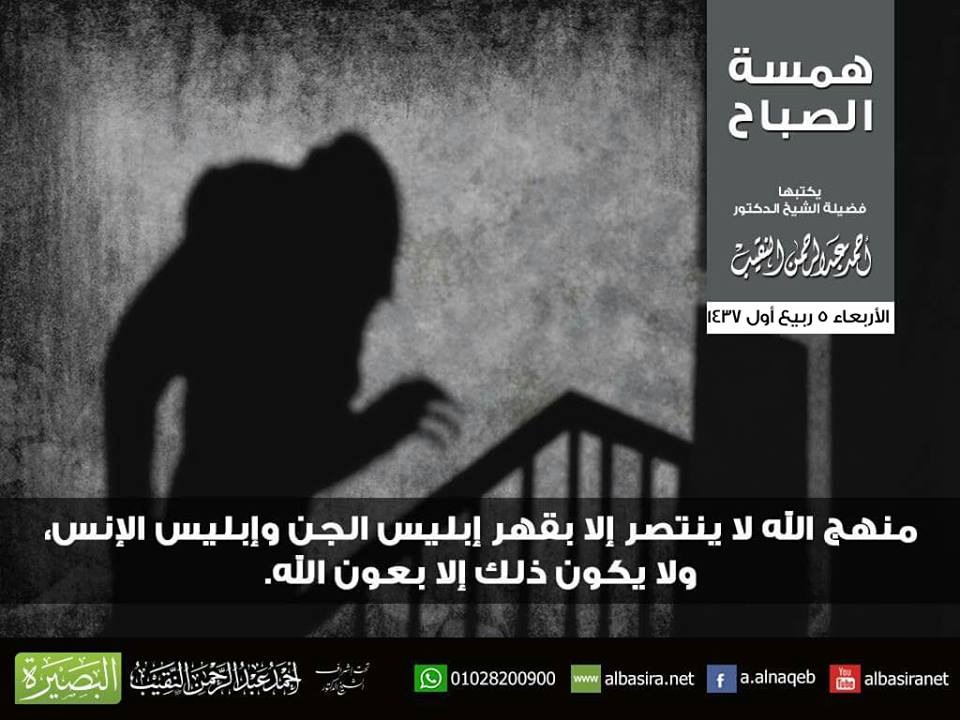 همسة
الصباح
يكتبها
فضيلة الشيخ الدكتور
أحمد عبد الرحمن النقيب
الأربعاء ٥ ربيع أول ١٤٣٧
منهج الله لا ينتصر إلا بقهر إبليس الجن وإبليس الإنس،
ولا يكون ذلك إلا بعون الله.
البصيرة
أحمد عبد الرحمن النقيب
تحت إشراف
الشيخ الدكتور
01028200900
www albasira.net
f a.alnaqeb
You Tube albasiranet